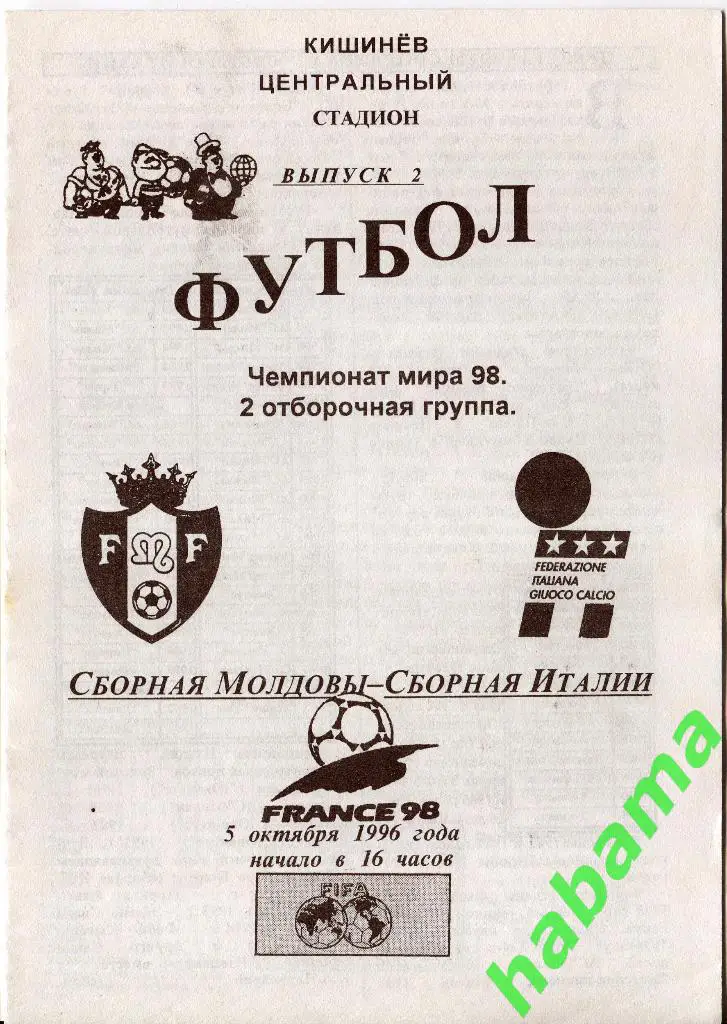 КИШИНЁВ
ЦЕНТРАЛЬНЫЙ
СТАДИОН
ВЫПУСК 2
ФУТБОЛ
Чемпионат мира 98.
2 отборочная группа.
F M F
FEDERAZIONE
ITALIANA
GIUOCO CALCIO
СБОРНАЯ МОЛДОВЫ–СБОРНАЯ ИТАЛИИ
FRANCE 98
5 октября 1996 года
начало в 16 часов
FIFA
habama